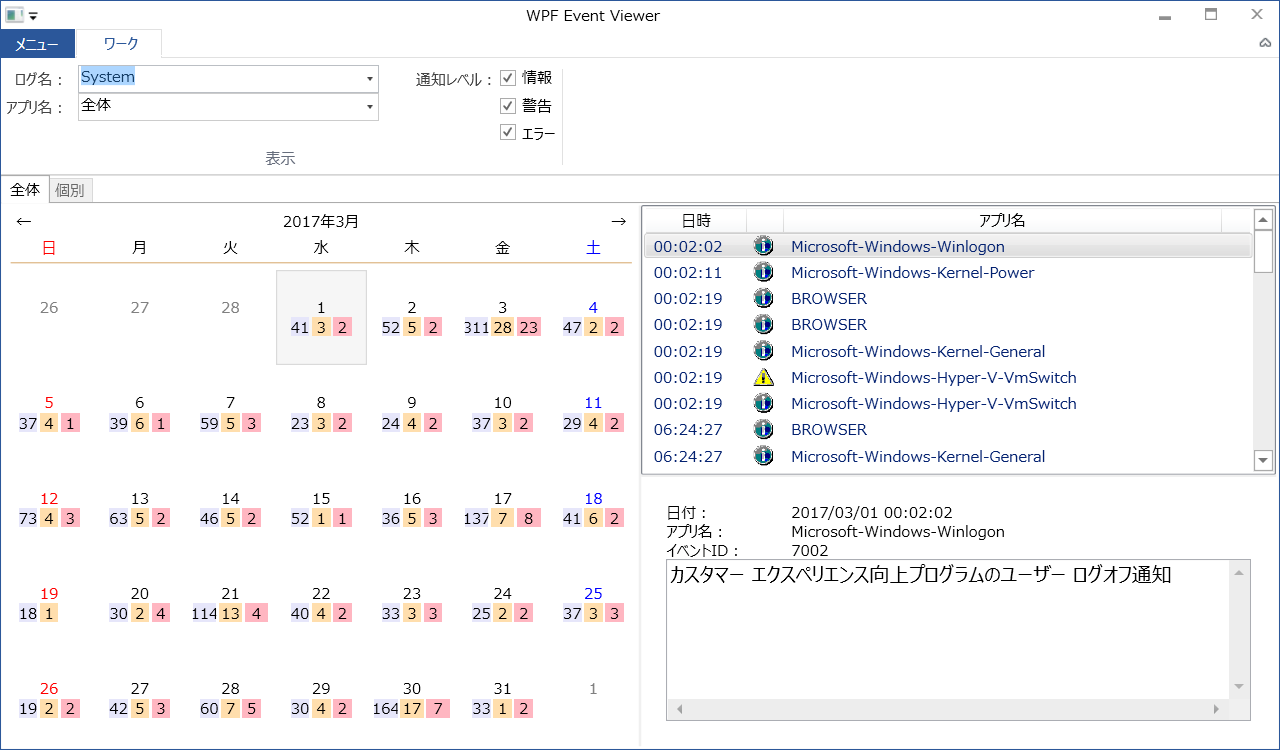 WPF Event Viewer
メニュー ワーク
ログ名： System
アプリ名： 全体
通知レベル： 情報
警告
エラー
表示
全体 個別
← 2017年3月 →
日 月 火 水 木 金 土
26 27 28 1 2 3 4
41 3 2 52 5 2 311 28 23 47 2 2
5 6 7 8 9 10 11
37 4 1 39 6 1 59 5 3 23 3 2 24 4 2 37 3 2 29 4 2
12 13 14 15 16 17 18
73 4 3 63 5 2 46 5 2 52 1 1 36 5 3 137 7 8 41 6 2
19 20 21 22 23 24 25
18 1 30 2 4 114 13 4 40 4 2 33 3 3 25 2 2 37 3 3
26 27 28 29 30 31 1
19 2 2 42 5 3 60 7 5 30 4 2 164 17 7 33 1 2
日時 アプリ名
00:02:02 Microsoft-Windows-Winlogon
00:02:11 Microsoft-Windows-Kernel-Power
00:02:19 BROWSER
00:02:19 BROWSER
00:02:19 Microsoft-Windows-Kernel-General
00:02:19 Microsoft-Windows-Hyper-V-VmSwitch
00:02:19 Microsoft-Windows-Hyper-V-VmSwitch
06:24:27 BROWSER
06:24:27 Microsoft-Windows-Kernel-General
日付： 2017/03/01 00:02:02
アプリ名： Microsoft-Windows-Winlogon
イベントID： 7002
カスタマー エクスペリエンス向上プログラムのユーザー ログオフ通知